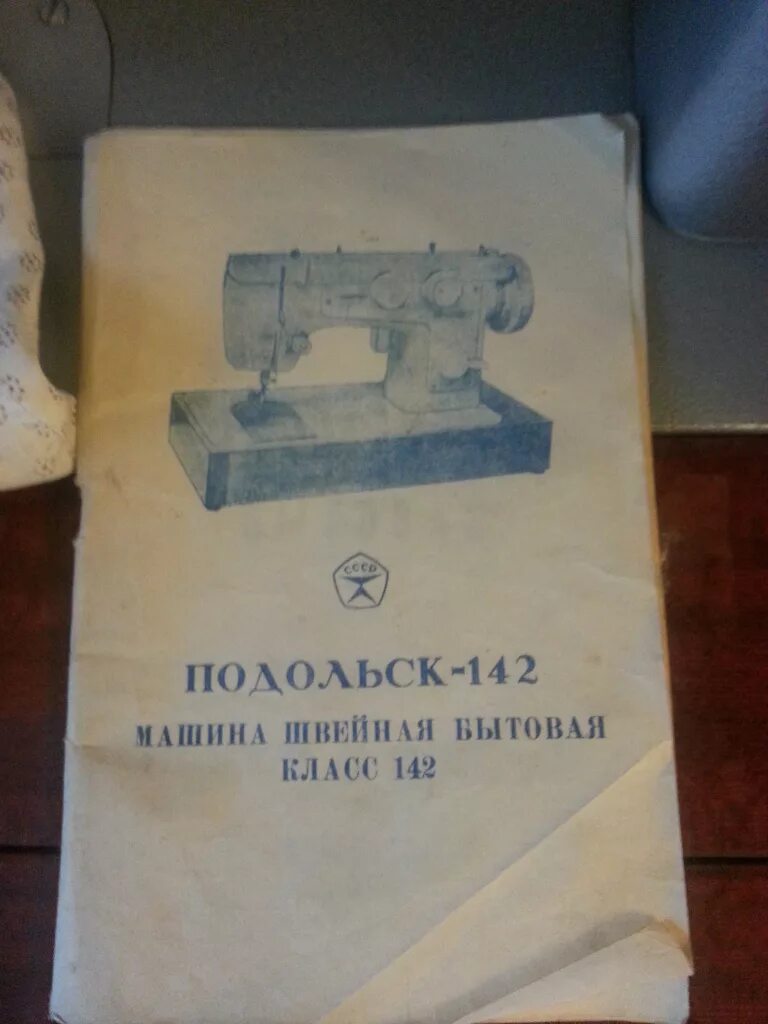 СССР
ПОДОЛЬСК-142
МАШИНА ШВЕЙНАЯ БЫТОВАЯ
КЛАСС 142